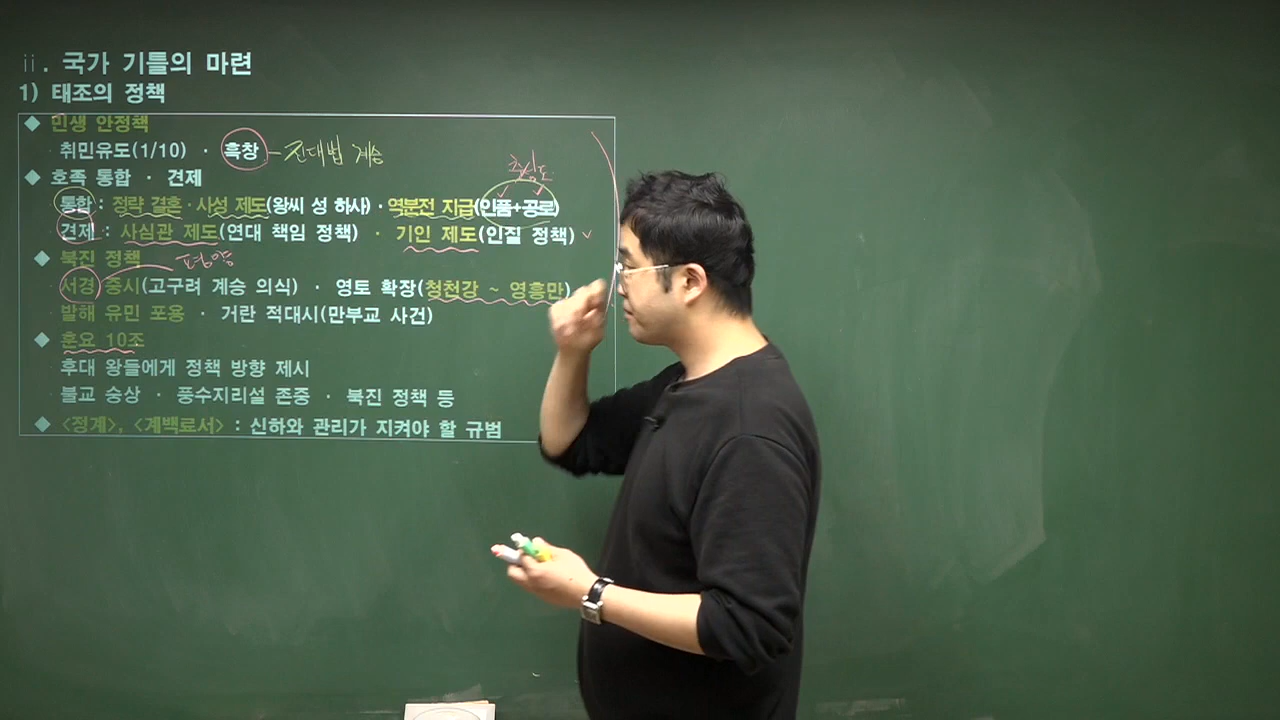 ii. 국가 기틀의 마련
1) 태조의 정책
◆ 민생 안정책
· 취민유도(1/10) · 흑창 - 진대법 계승
◆ 호족 통합 · 견제
충성도
· 통합 : 정략 결혼 · 사성 제도(왕씨 성 하사) · 역분전 지급(인품+공로)
· 견제 : 사심관 제도(연대 책임 정책) · 기인 제도(인질 정책)
◆ 북진 정책 평양
· 서경 중시(고구려 계승 의식) · 영토 확장(청천강 ~ 영흥만)
· 발해 유민 포용 · 거란 적대시(만부교 사건)
◆ 훈요 10조
· 후대 왕들에게 정책 방향 제시
· 불교 숭상 · 풍수지리설 존중 · 북진 정책 등
◆ <정계>, <계백료서> : 신하와 관리가 지켜야 할 규범